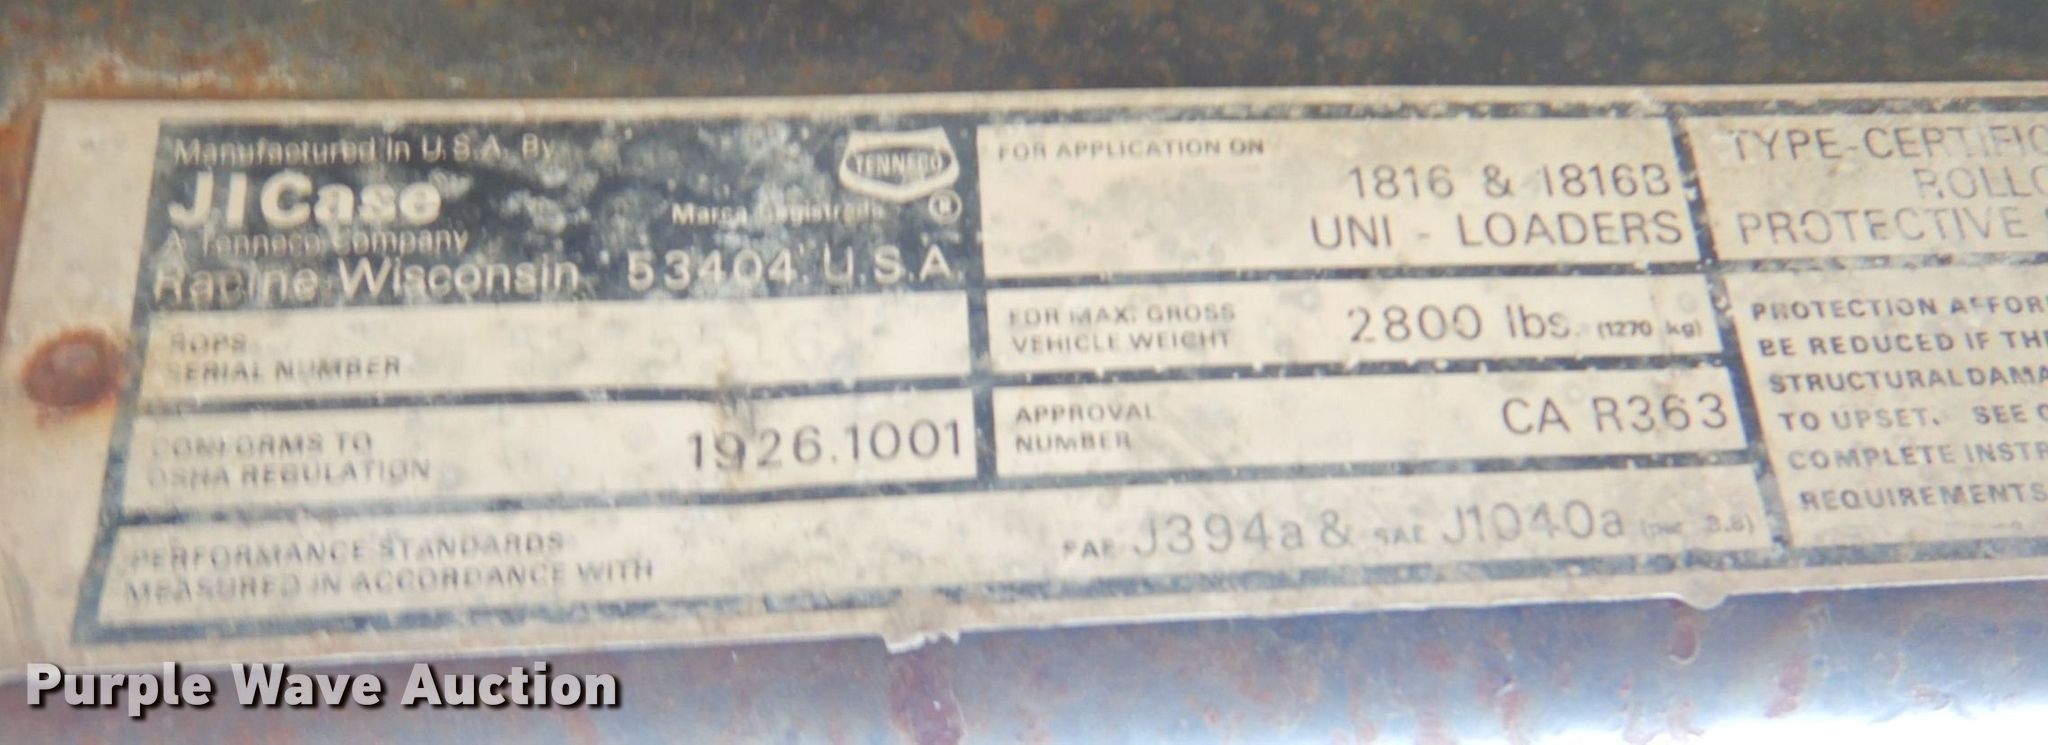 Manufactured In U.S.A. By
JI Case
A Tenneco Company
Racine Wisconsin 53404 U.S.A.
TENNECO
Marca Registrada ®
ROPS
SERIAL NUMBER
CONFORMS TO
OSHA REGULATION
1926.1001
PERFORMANCE STANDARDS
MEASURED IN ACCORDANCE WITH
SAE J394a & SAE J1040a
FOR APPLICATION ON
1816 & 1816B
UNI - LOADERS
FOR MAX. GROSS
VEHICLE WEIGHT
2800 lbs. (1270 kg)
APPROVAL
NUMBER
CA R363
TYPE-CERTIFIC
ROLLO
PROTECTIVE
PROTECTION AFFOR
BE REDUCED IF TH
STRUCTURAL DAMA
TO UPSET. SEE
COMPLETE INSTR
REQUIREMENTS
Purple Wave Auction